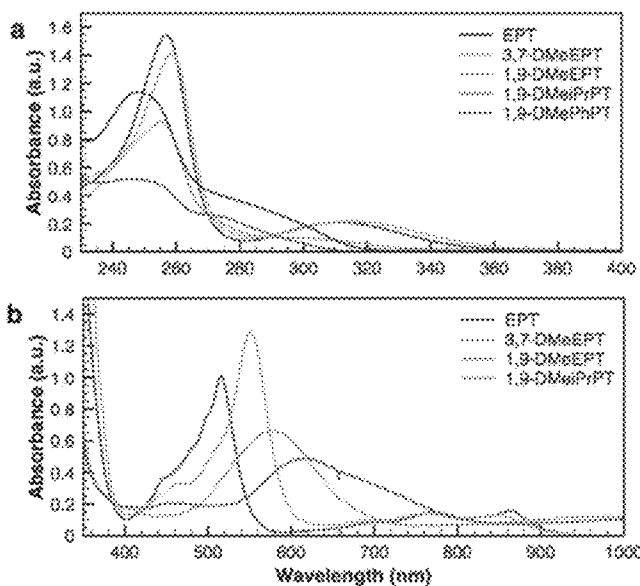 a
Absorbance (a.u.)
1.6
1.4
1.2
1.0
0.8
0.6
0.4
0.2
0
EPT
3,7-DMeEPT
1,9-DMeEPT
1,9-DMeiPrPT
1,9-DMePhPT
240 260 280 300 320 340 360 380 400
b
Absorbance (a.u.)
1.4
1.2
1.0
0.8
0.6
0.4
0.2
0
EPT
3,7-DMeEPT
1,9-DMeEPT
1,9-DMeiPrPT
400 500 600 700 800 900 1000
Wavelength (nm)